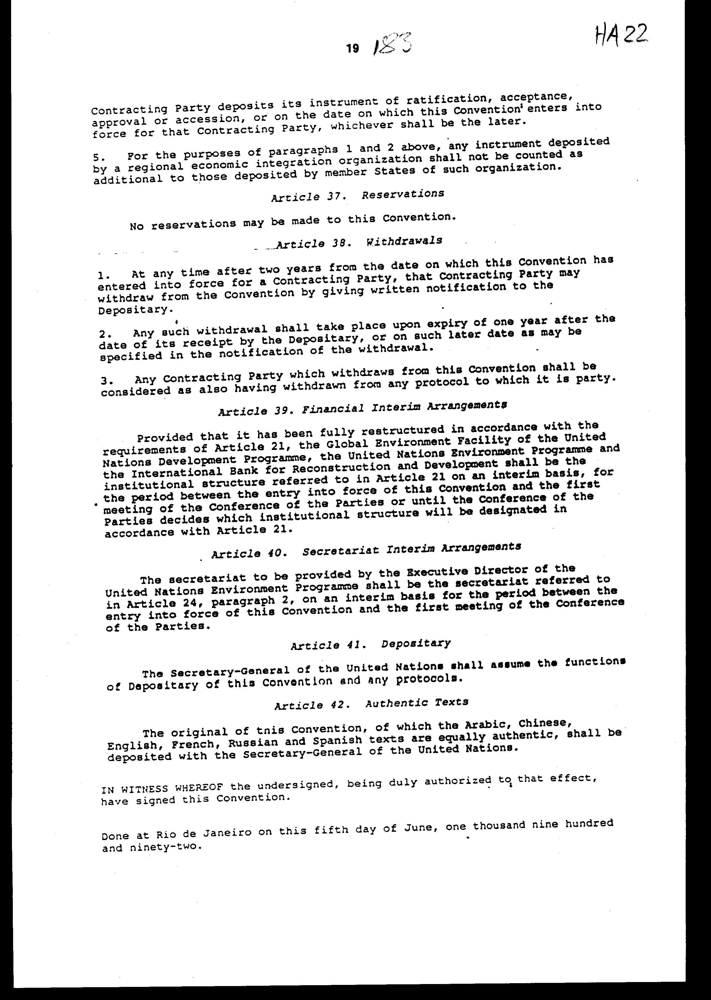 HA22
19 183
Contracting Party deposits its instrument of ratification, acceptance,
approval or accession, or on the date on which this Convention enters into
force for that Contracting Party, whichever shall be the later.
5. For the purposes of paragraphs 1 and 2 above, any instrument deposited
by a regional economic integration organization shall not be counted as
additional to those deposited by member States of such organization.
Article 37. Reservations
No reservations may be made to this Convention.
Article 38. Withdrawals
1. At any time after two years from the date on which this Convention has
entered into force for a Contracting Party, that Contracting Party may
withdraw from the Convention by giving written notification to the
Depositary.
2. Any such withdrawal shall take place upon expiry of one year after the
date of its receipt by the Depositary, or on such later date as may be
specified in the notification of the withdrawal.
3. Any Contracting Party which withdraws from this Convention shall be
considered as also having withdrawn from any protocol to which it is party.
Article 39. Financial Interim Arrangements
Provided that it has been fully restructured in accordance with the
requirements of Article 21, the Global Environment Facility of the United
Nations Development Programme, the United Nations Environment Programme and
the International Bank for Reconstruction and Development shall be the
institutional structure referred to in Article 21 on an interim basis, for
the period between the entry into force of this Convention and the first
meeting of the Conference of the Parties or until the Conference of the
Parties decides which institutional structure will be designated in
accordance with Article 21.
Article 40. Secretariat Interim Arrangements
The secretariat to be provided by the Executive Director of the
United Nations Environment Programme shall be the secretariat referred to
in Article 24, paragraph 2, on an interim basis for the period between the
entry into force of this Convention and the first meeting of the Conference
of the Parties.
Article 41. Depositary
The Secretary-General of the United Nations shall assume the functions
of Depositary of this Convention and any protocols.
Article 42. Authentic Texts
The original of tnis Convention, of which the Arabic, Chinese,
English, French, Russian and Spanish texts are equally authentic, shall be
deposited with the Secretary-General of the United Nations.
IN WITNESS WHEREOF the undersigned, being duly authorized to that effect,
have signed this Convention.
Done at Rio de Janeiro on this fifth day of June, one thousand nine hundred
and ninety-two.